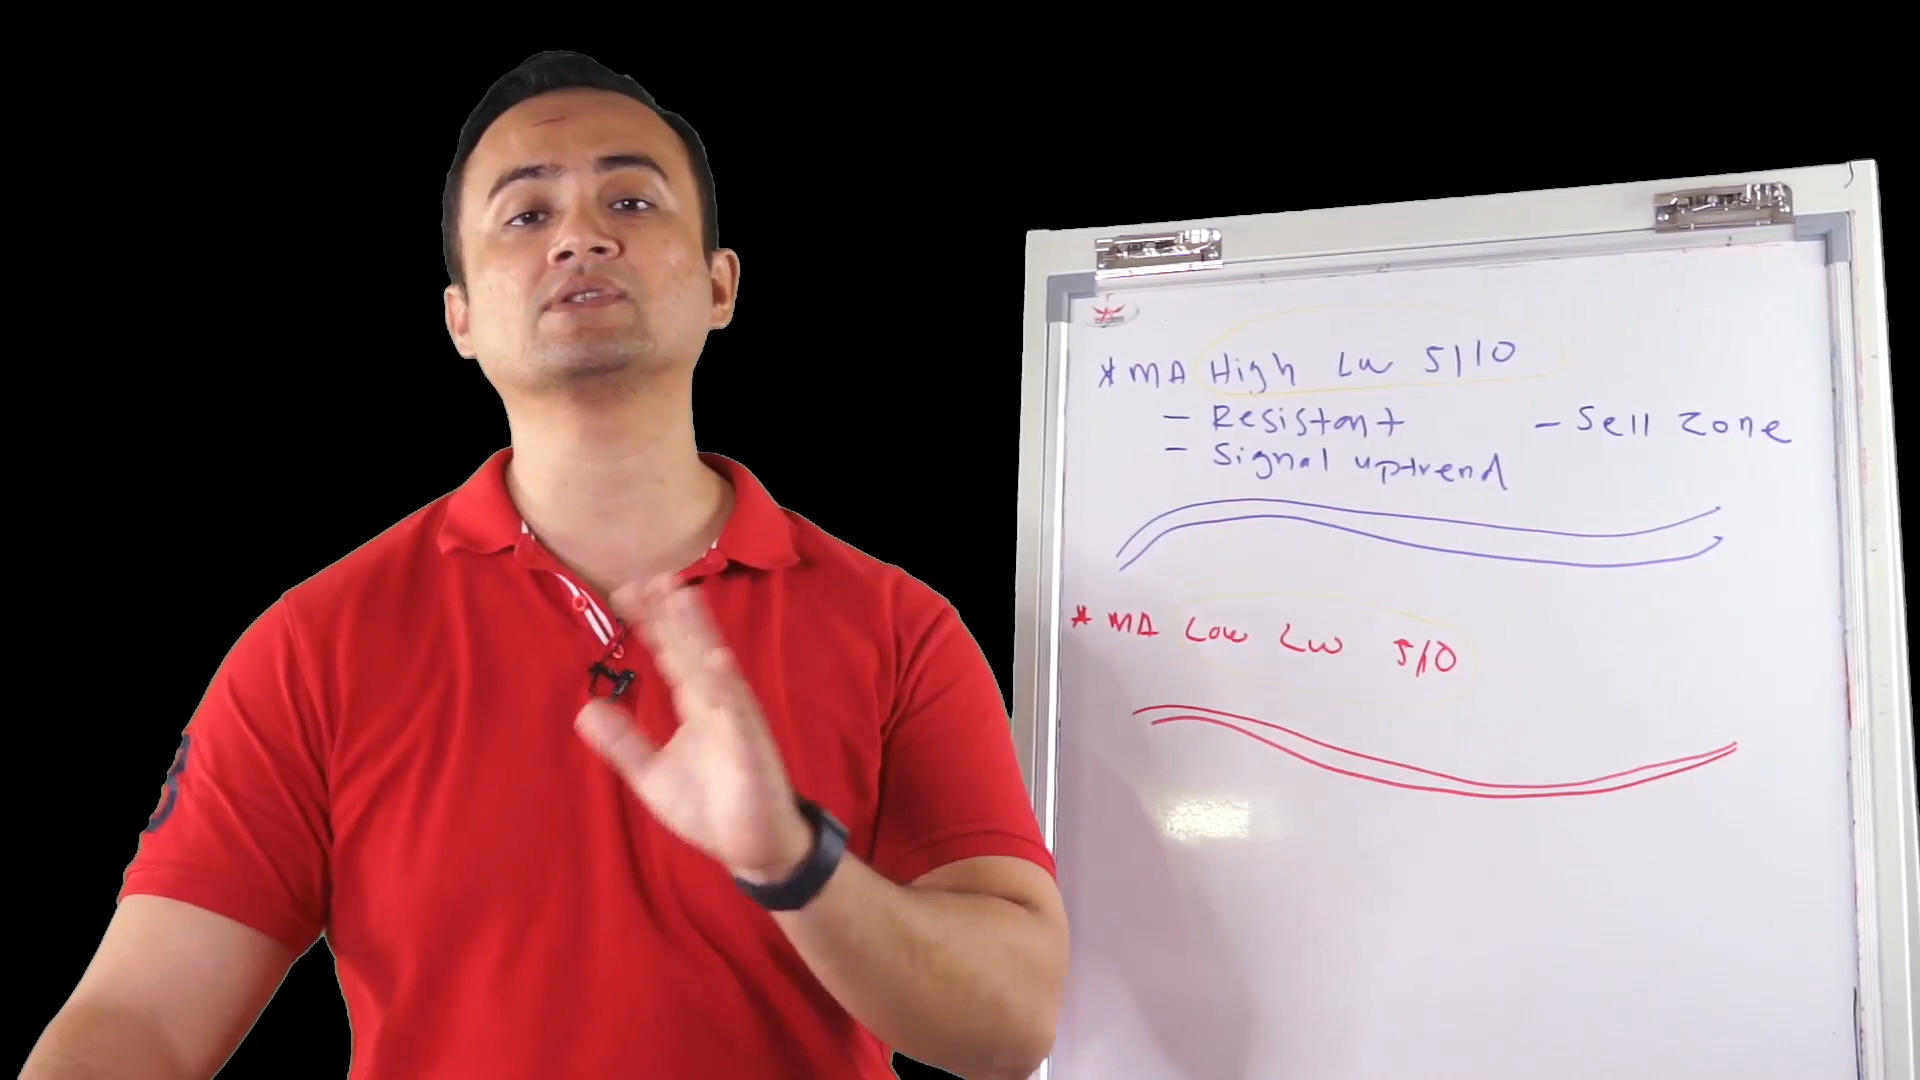 * MA High Lw 5/10
- Resistant - Sell Zone
- Signal uptrend
* MA Low Lw 5/10